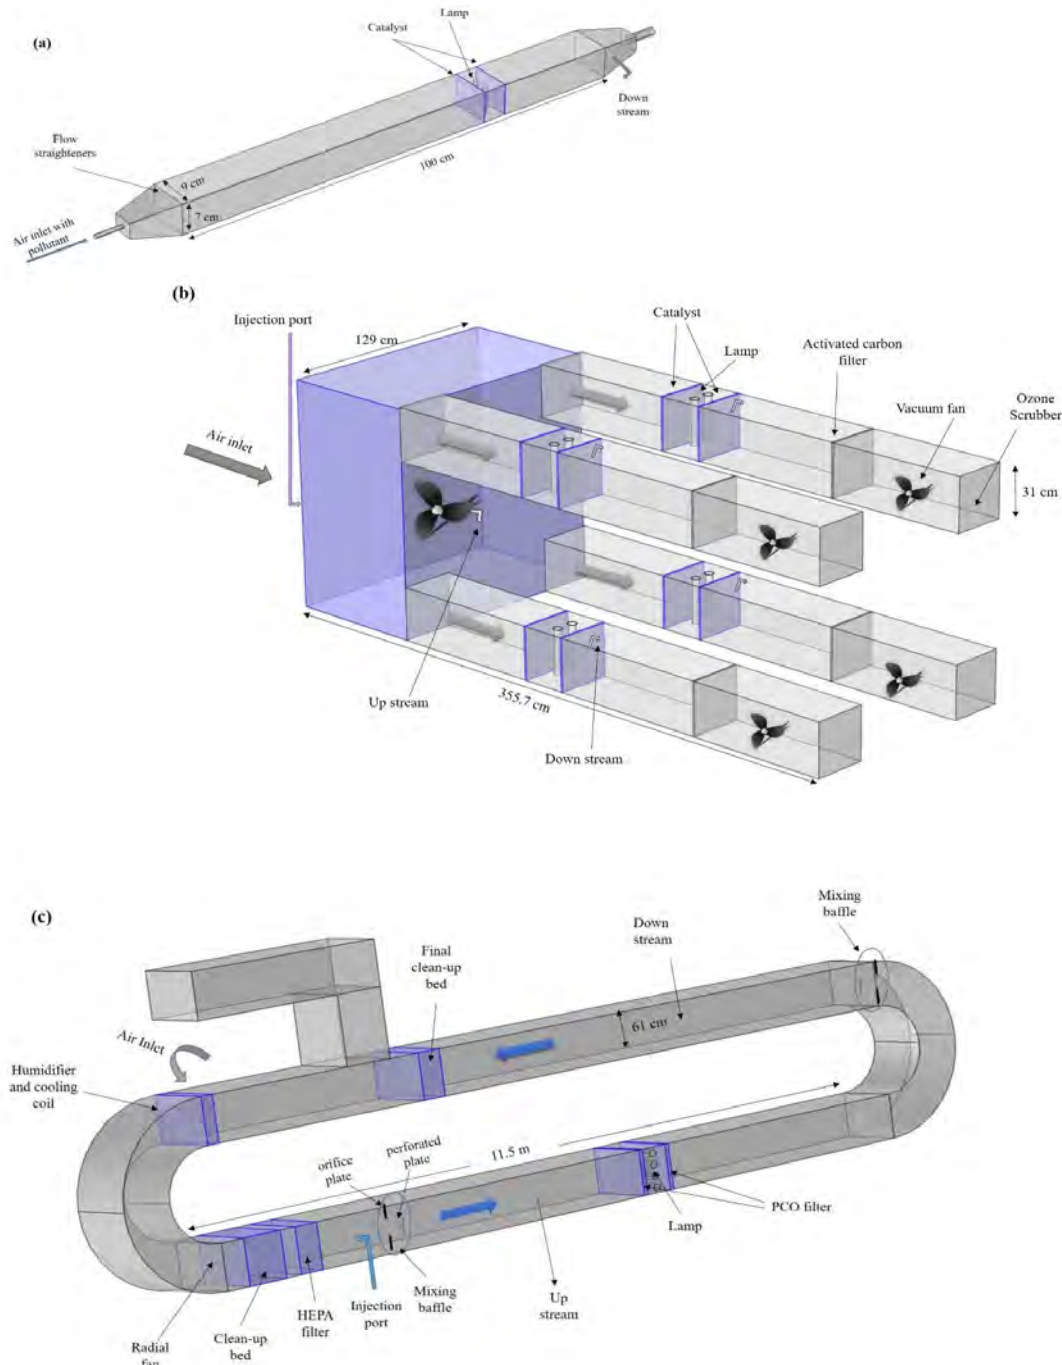 (a)
Lamp
Catalyst
Down
stream
Flow
straighteners
100 cm
9 cm
7 cm
Air inlet with
pollutant
(b)
Injection port
129 cm
Catalyst
Lamp
Activated carbon
filter
Vacuum fan
Ozone
Scrubber
Air inlet
31 cm
Up stream
355.7 cm
Down stream
(c)
Mixing
baffle
Down
stream
Final
clean-up
bed
61 cm
Air Inlet
Humidifier
and cooling
coil
orifice
plate
perforated
plate
11.5 m
PCO filter
Lamp
Up
stream
Mixing
baffle
Injection
port
HEPA
filter
Clean-up
bed
Radial
fan